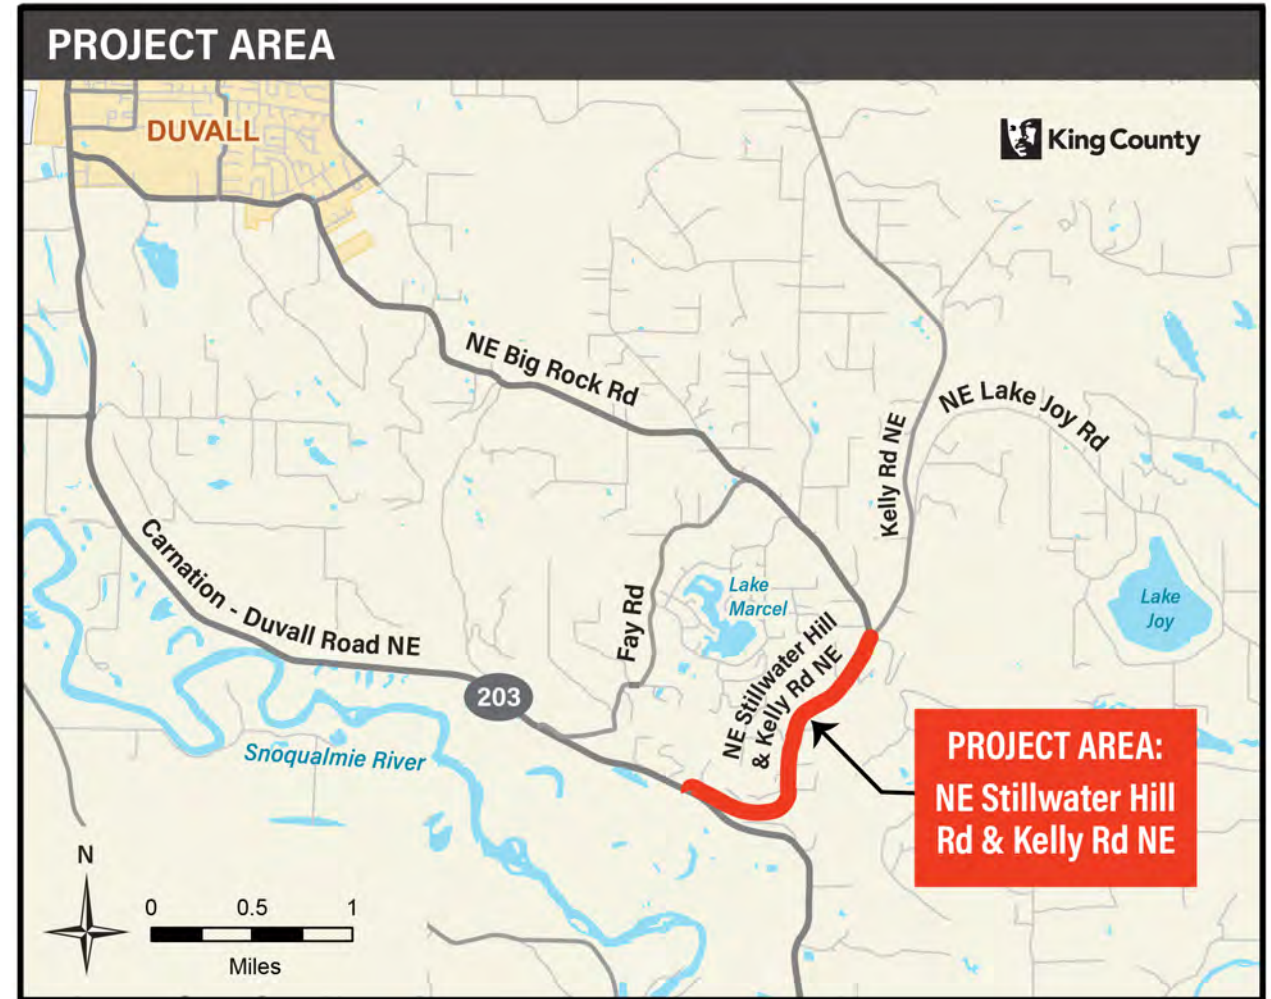 PROJECT AREA
DUVALL
King County
NE Big Rock Rd
NE Lake Joy Rd
Kelly Rd NE
Carnation - Duvall Road NE
Fay Rd
Lake
Marcel
Lake
Joy
NE Stillwater Hill
& Kelly Rd NE
203
Snoqualmie River
PROJECT AREA:
NE Stillwater Hill
Rd & Kelly Rd NE
N
0 0.5 1
Miles